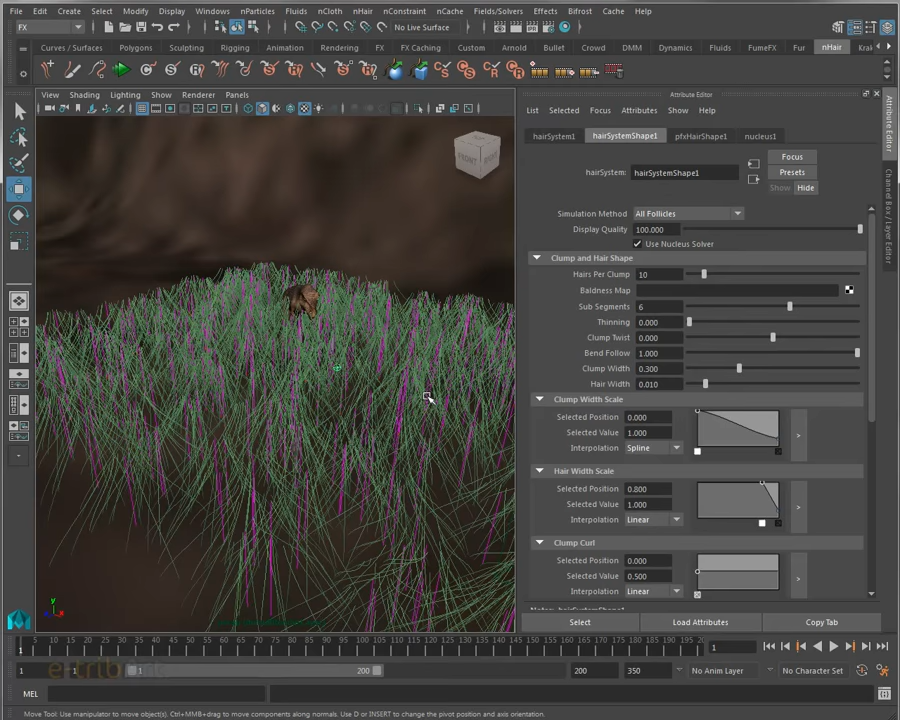 File Edit Create Select Modify Display Windows nParticles Fluids nCloth nHair nConstraint nCache Fields/Solvers Effects Bifrost Cache Help
FX No Live Surface
Curves / Surfaces Polygons Sculpting Rigging Animation Rendering FX FX Caching Custom Arnold Bullet Crowd DMM Dynamics Fluids FumeFX Fur nHair Kra
View Shading Lighting Show Renderer Panels
FRONT RIGHT
y
x
Attribute Editor
List Selected Focus Attributes Show Help
hairSystem1 hairSystemShape1 pfxHairShape1 nucleus1
hairSystem: hairSystemShape1
Focus
Presets
Show Hide
Simulation Method All Follicles
Display Quality 100.000
Use Nucleus Solver
Clump and Hair Shape
Hairs Per Clump 10
Baldness Map
Sub Segments 6
Thinning 0.000
Clump Twist 0.000
Bend Follow 1.000
Clump Width 0.300
Hair Width 0.010
Clump Width Scale
Selected Position 0.000
Selected Value 1.000
Interpolation Spline
>
Hair Width Scale
Selected Position 0.800
Selected Value 1.000
Interpolation Linear
>
Clump Curl
Selected Position 0.000
Selected Value 0.500
Interpolation Linear
>
Select Load Attributes Copy Tab
Attribute Editor
Channel Box / Layer Editor
5 10 15 20 25 30 35 40 45 50 55 60 65 70 75 80 85 90 95 100 105 110 115 120 125 130 135 140 145 150 155 160 165 170 175 180 185 190 195 200
1 1
1 1 1 200 200 350 No Anim Layer No Character Set
MEL
Move Tool: Use manipulator to move object(s). Ctrl+MMB+drag to move components along normals. Use D or INSERT to change the pivot position and axis orientation.